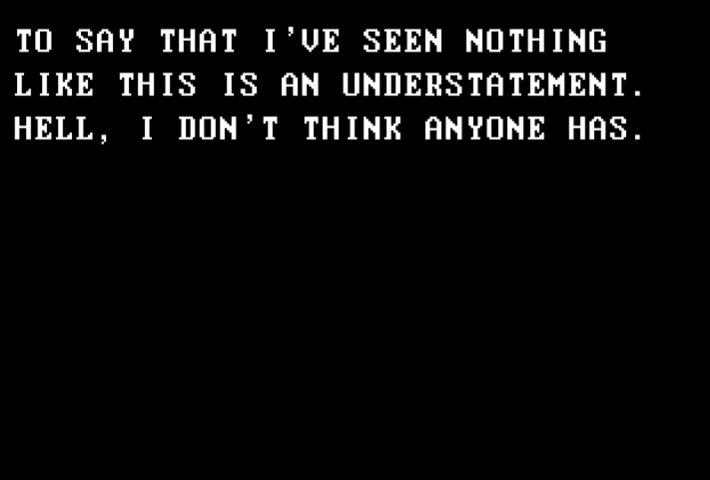 TO SAY THAT I'VE SEEN NOTHING
LIKE THIS IS AN UNDERSTATEMENT.
HELL, I DON'T THINK ANYONE HAS.